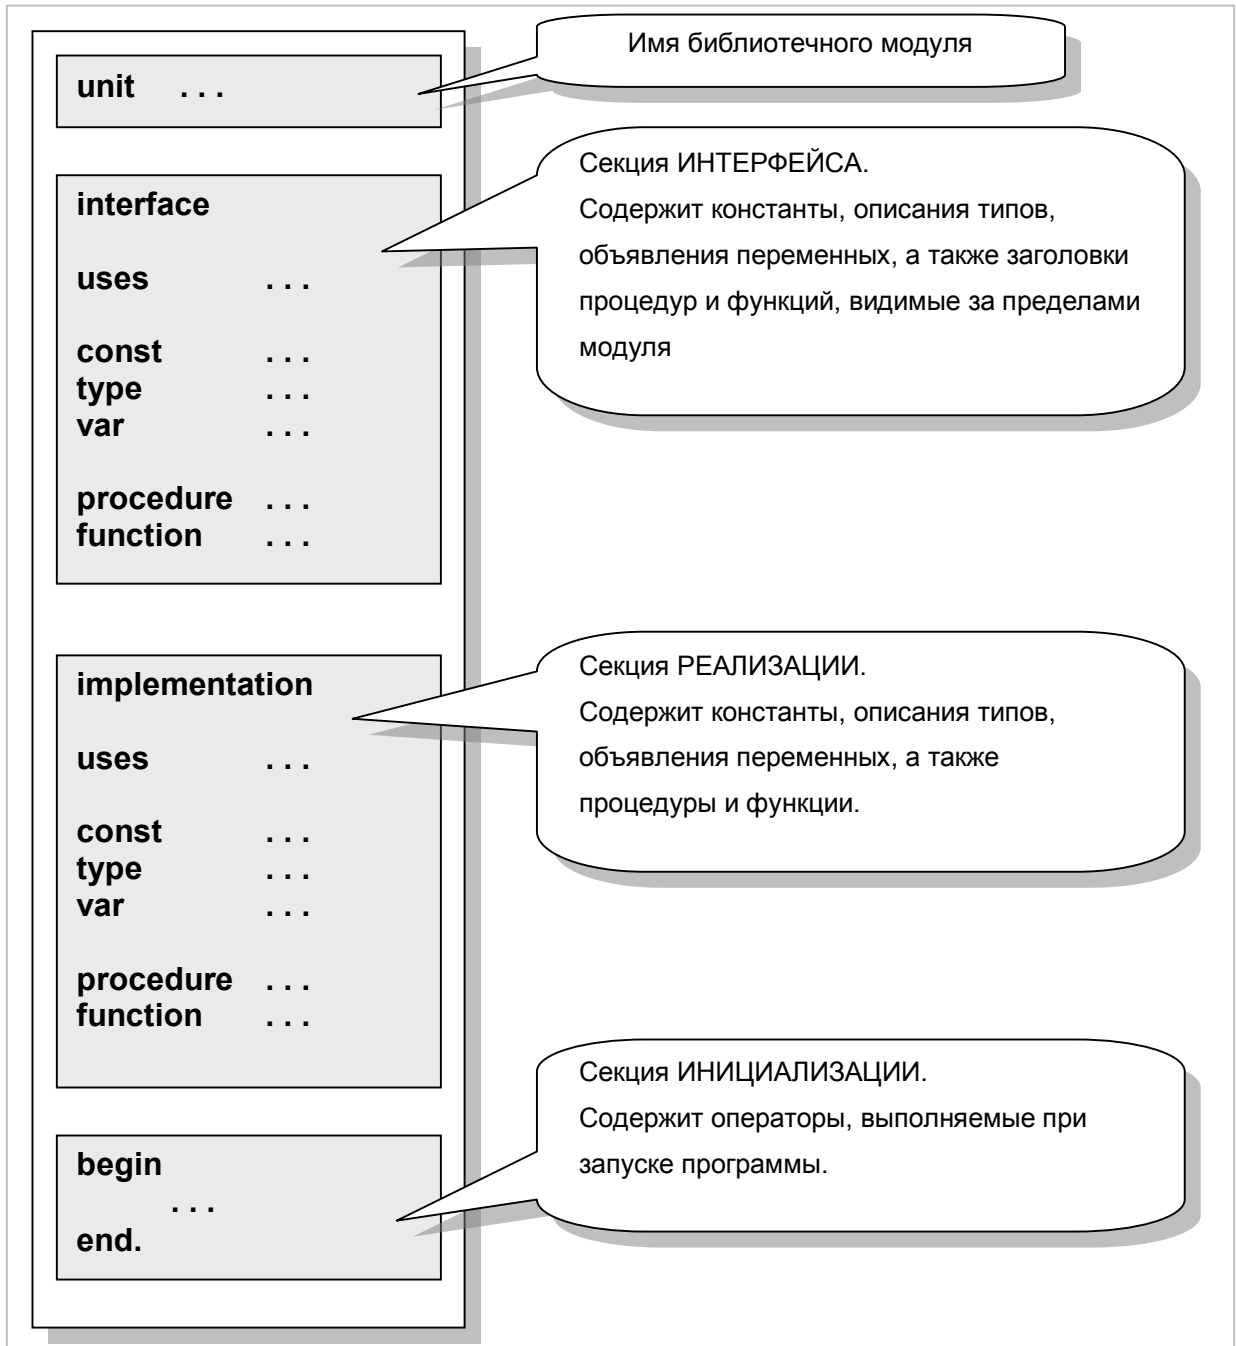 unit . . .
Имя библиотечного модуля
interface
uses . . .
const . . .
type . . .
var . . .
procedure . . .
function . . .
Секция ИНТЕРФЕЙСА.
Содержит константы, описания типов,
объявления переменных, а также заголовки
процедур и функций, видимые за пределами
модуля
implementation
uses . . .
const . . .
type . . .
var . . .
procedure . . .
function . . .
Секция РЕАЛИЗАЦИИ.
Содержит константы, описания типов,
объявления переменных, а также
процедуры и функции.
begin
. . .
end.
Секция ИНИЦИАЛИЗАЦИИ.
Содержит операторы, выполняемые при
запуске программы.